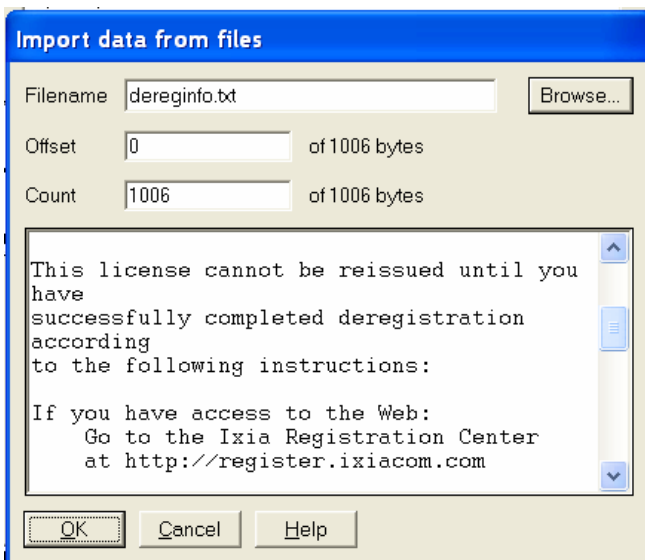 Import data from files
Filename dereginfo.txt Browse...
Offset 0 of 1006 bytes
Count 1006 of 1006 bytes
This license cannot be reissued until you
have
successfully completed deregistration
according
to the following instructions:
If you have access to the Web:
Go to the Ixia Registration Center
at http://register.ixiacom.com
OK Cancel Help